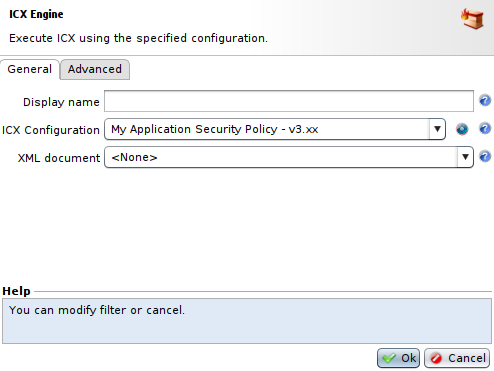 ICX Engine
Execute ICX using the specified configuration.
General Advanced
Display name
ICX Configuration My Application Security Policy - v3.xx
XML document <None>
Help
You can modify filter or cancel.
Ok Cancel